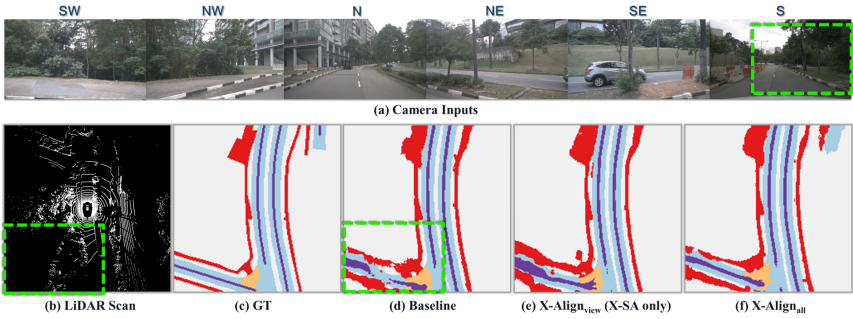 SW NW N NE SE S
(a) Camera Inputs
(b) LiDAR Scan (c) GT (d) Baseline (e) X-Alignview (X-SA only) (f) X-Alignall